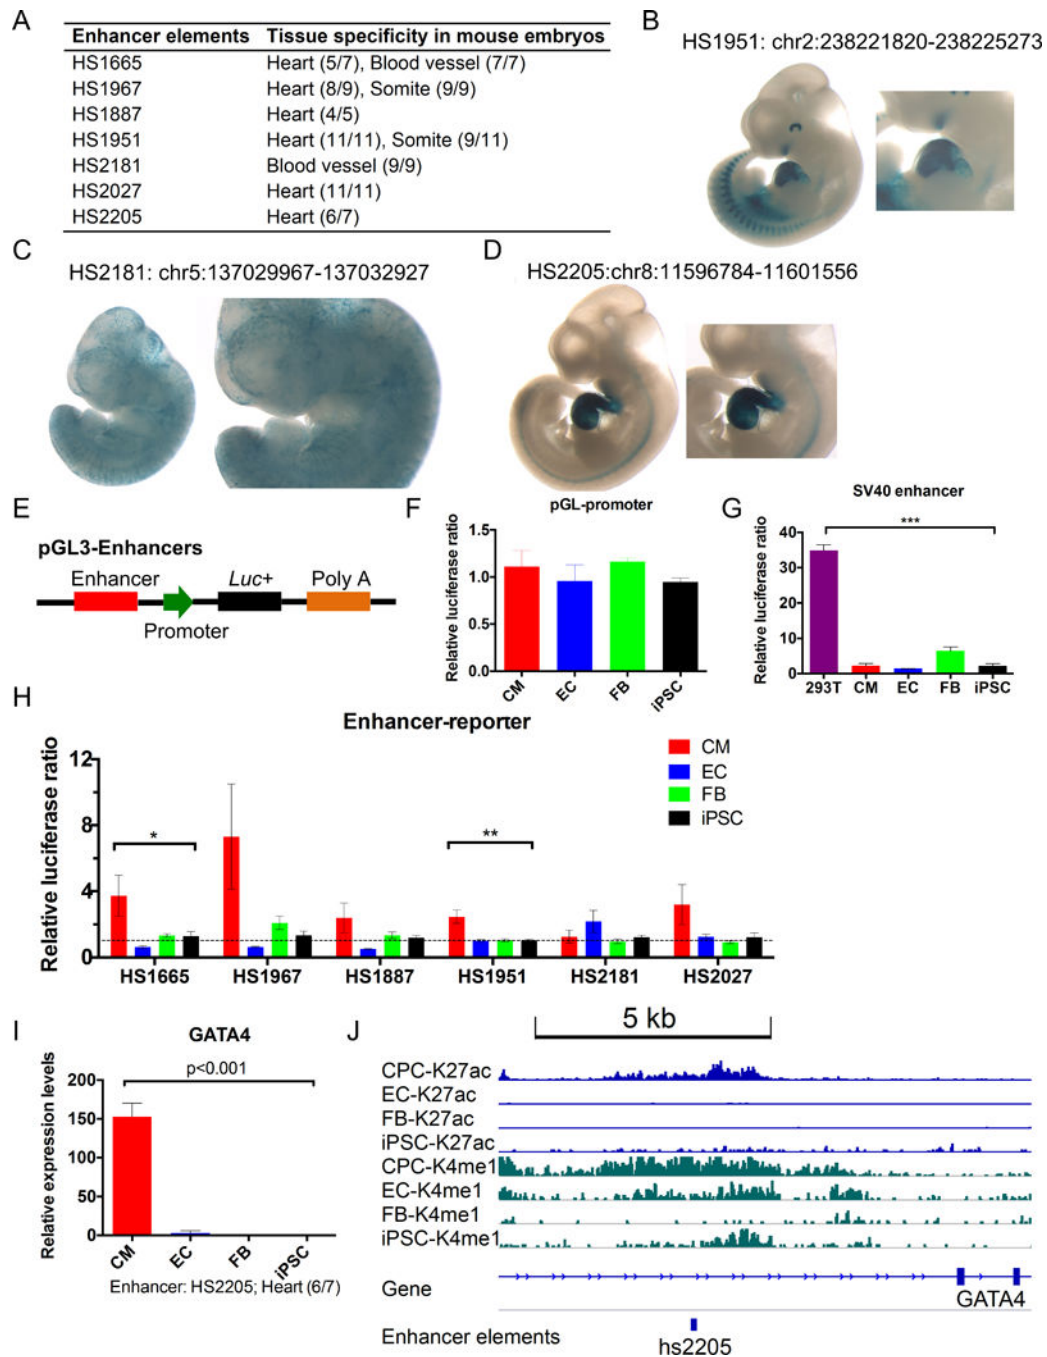 A
Enhancer elements Tissue specificity in mouse embryos
HS1665 Heart (5/7), Blood vessel (7/7)
HS1967 Heart (8/9), Somite (9/9)
HS1887 Heart (4/5)
HS1951 Heart (11/11), Somite (9/11)
HS2181 Blood vessel (9/9)
HS2027 Heart (11/11)
HS2205 Heart (6/7)
B
HS1951: chr2:238221820-238225273
C
HS2181: chr5:137029967-137032927
D
HS2205:chr8:11596784-11601556
E
pGL3-Enhancers
Enhancer
Luc+
Poly A
Promoter
F
pGL-promoter
Relative luciferase ratio
1.5
1.0
0.5
0.0
CM
EC
FB
iPSC
G
SV40 enhancer
Relative luciferase ratio
40
30
20
10
0
***
293T CM EC FB iPSC
H
Enhancer-reporter
Relative luciferase ratio
12
8
4
0
*
**
CM
EC
FB
iPSC
HS1665 HS1967 HS1887 HS1951 HS2181 HS2027
I
GATA4
p<0.001
Relative expression levels
200
150
100
50
0
CM
EC
FB
iPSC
Enhancer: HS2205; Heart (6/7)
J
5 kb
CPC-K27ac
EC-K27ac
FB-K27ac
iPSC-K27ac
CPC-K4me1
EC-K4me1
FB-K4me1
iPSC-K4me1
Gene
GATA4
Enhancer elements
hs2205